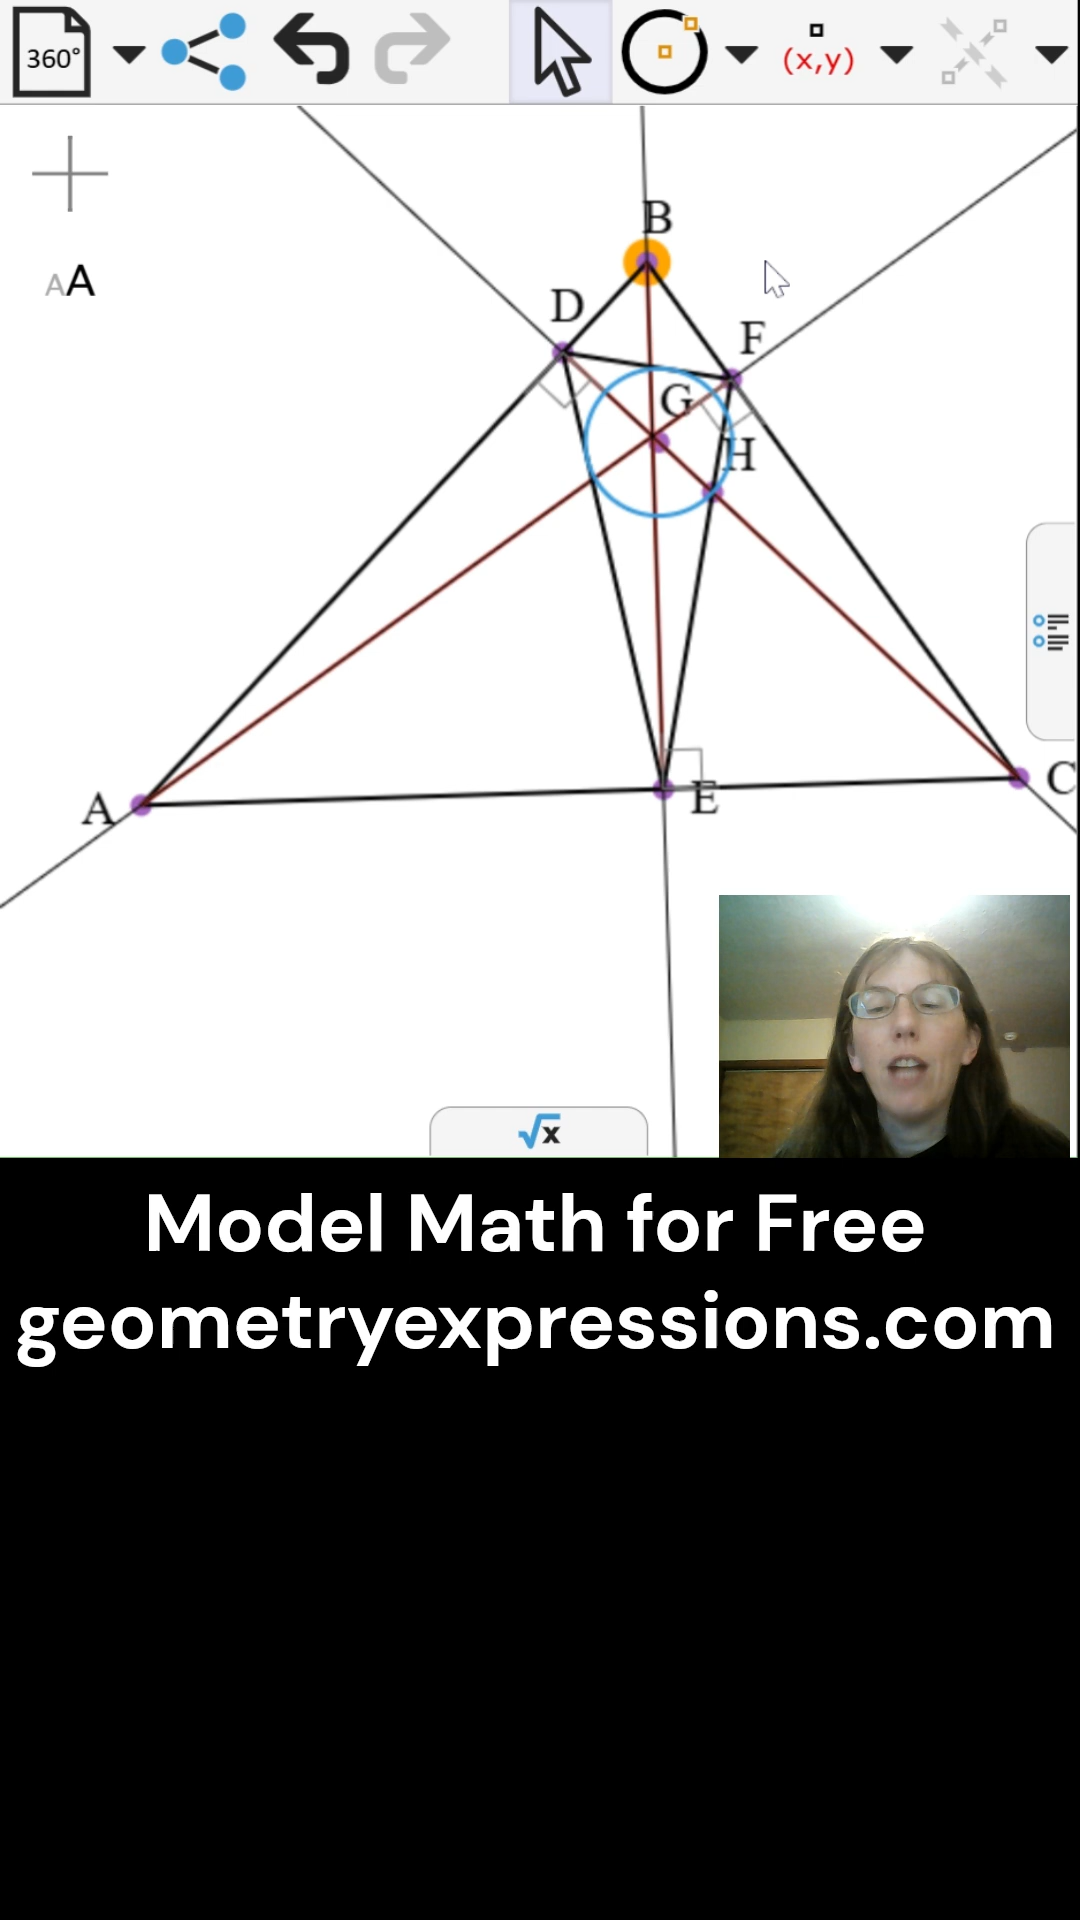 360°
(x,y)
AA
B
D
F
G
H
A
E
C
√x
Model Math for Free
geometryexpressions.com